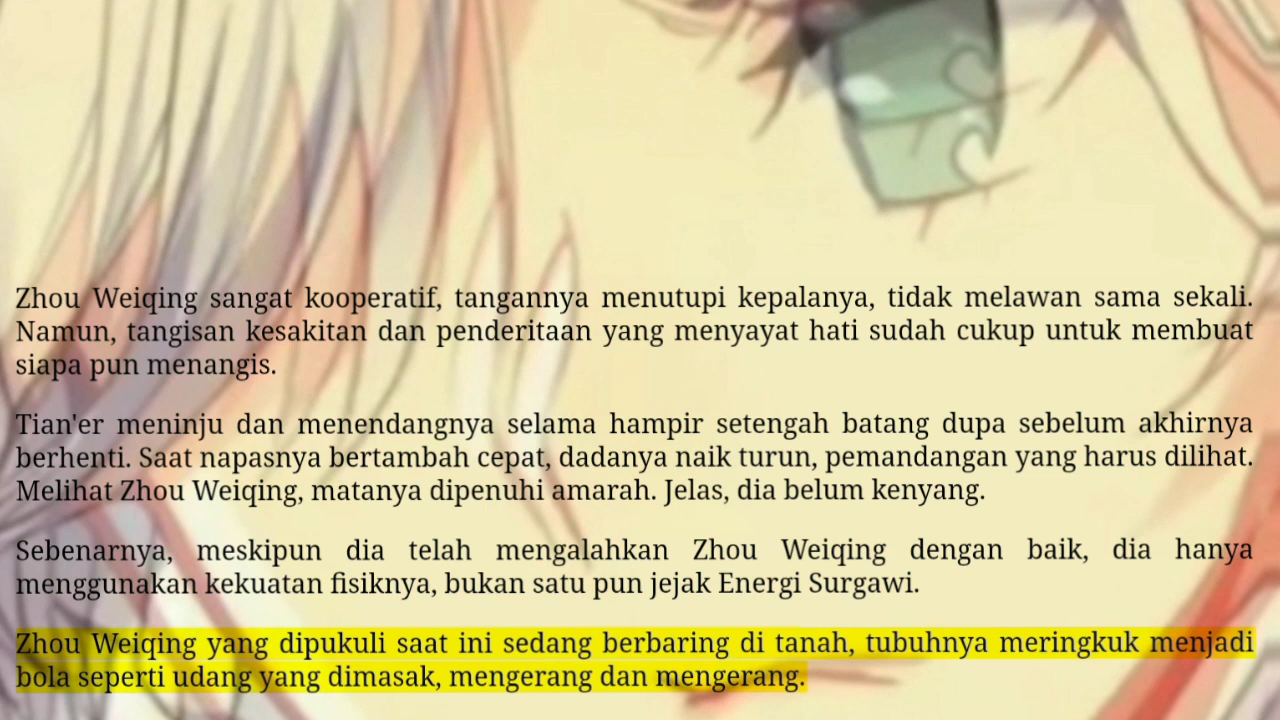 Zhou Weiqing sangat kooperatif, tangannya menutupi kepalanya, tidak melawan sama sekali.
Namun, tangisan kesakitan dan penderitaan yang menyayat hati sudah cukup untuk membuat
siapa pun menangis.
Tian'er meninju dan menendangnya selama hampir setengah batang dupa sebelum akhirnya
berhenti. Saat napasnya bertambah cepat, dadanya naik turun, pemandangan yang harus dilihat.
Melihat Zhou Weiqing, matanya dipenuhi amarah. Jelas, dia belum kenyang.
Sebenarnya, meskipun dia telah mengalahkan Zhou Weiqing dengan baik, dia hanya
menggunakan kekuatan fisiknya, bukan satu pun jejak Energi Surgawi.
Zhou Weiqing yang dipukuli saat ini sedang berbaring di tanah, tubuhnya meringkuk menjadi
bola seperti udang yang dimasak, mengerang dan mengerang.